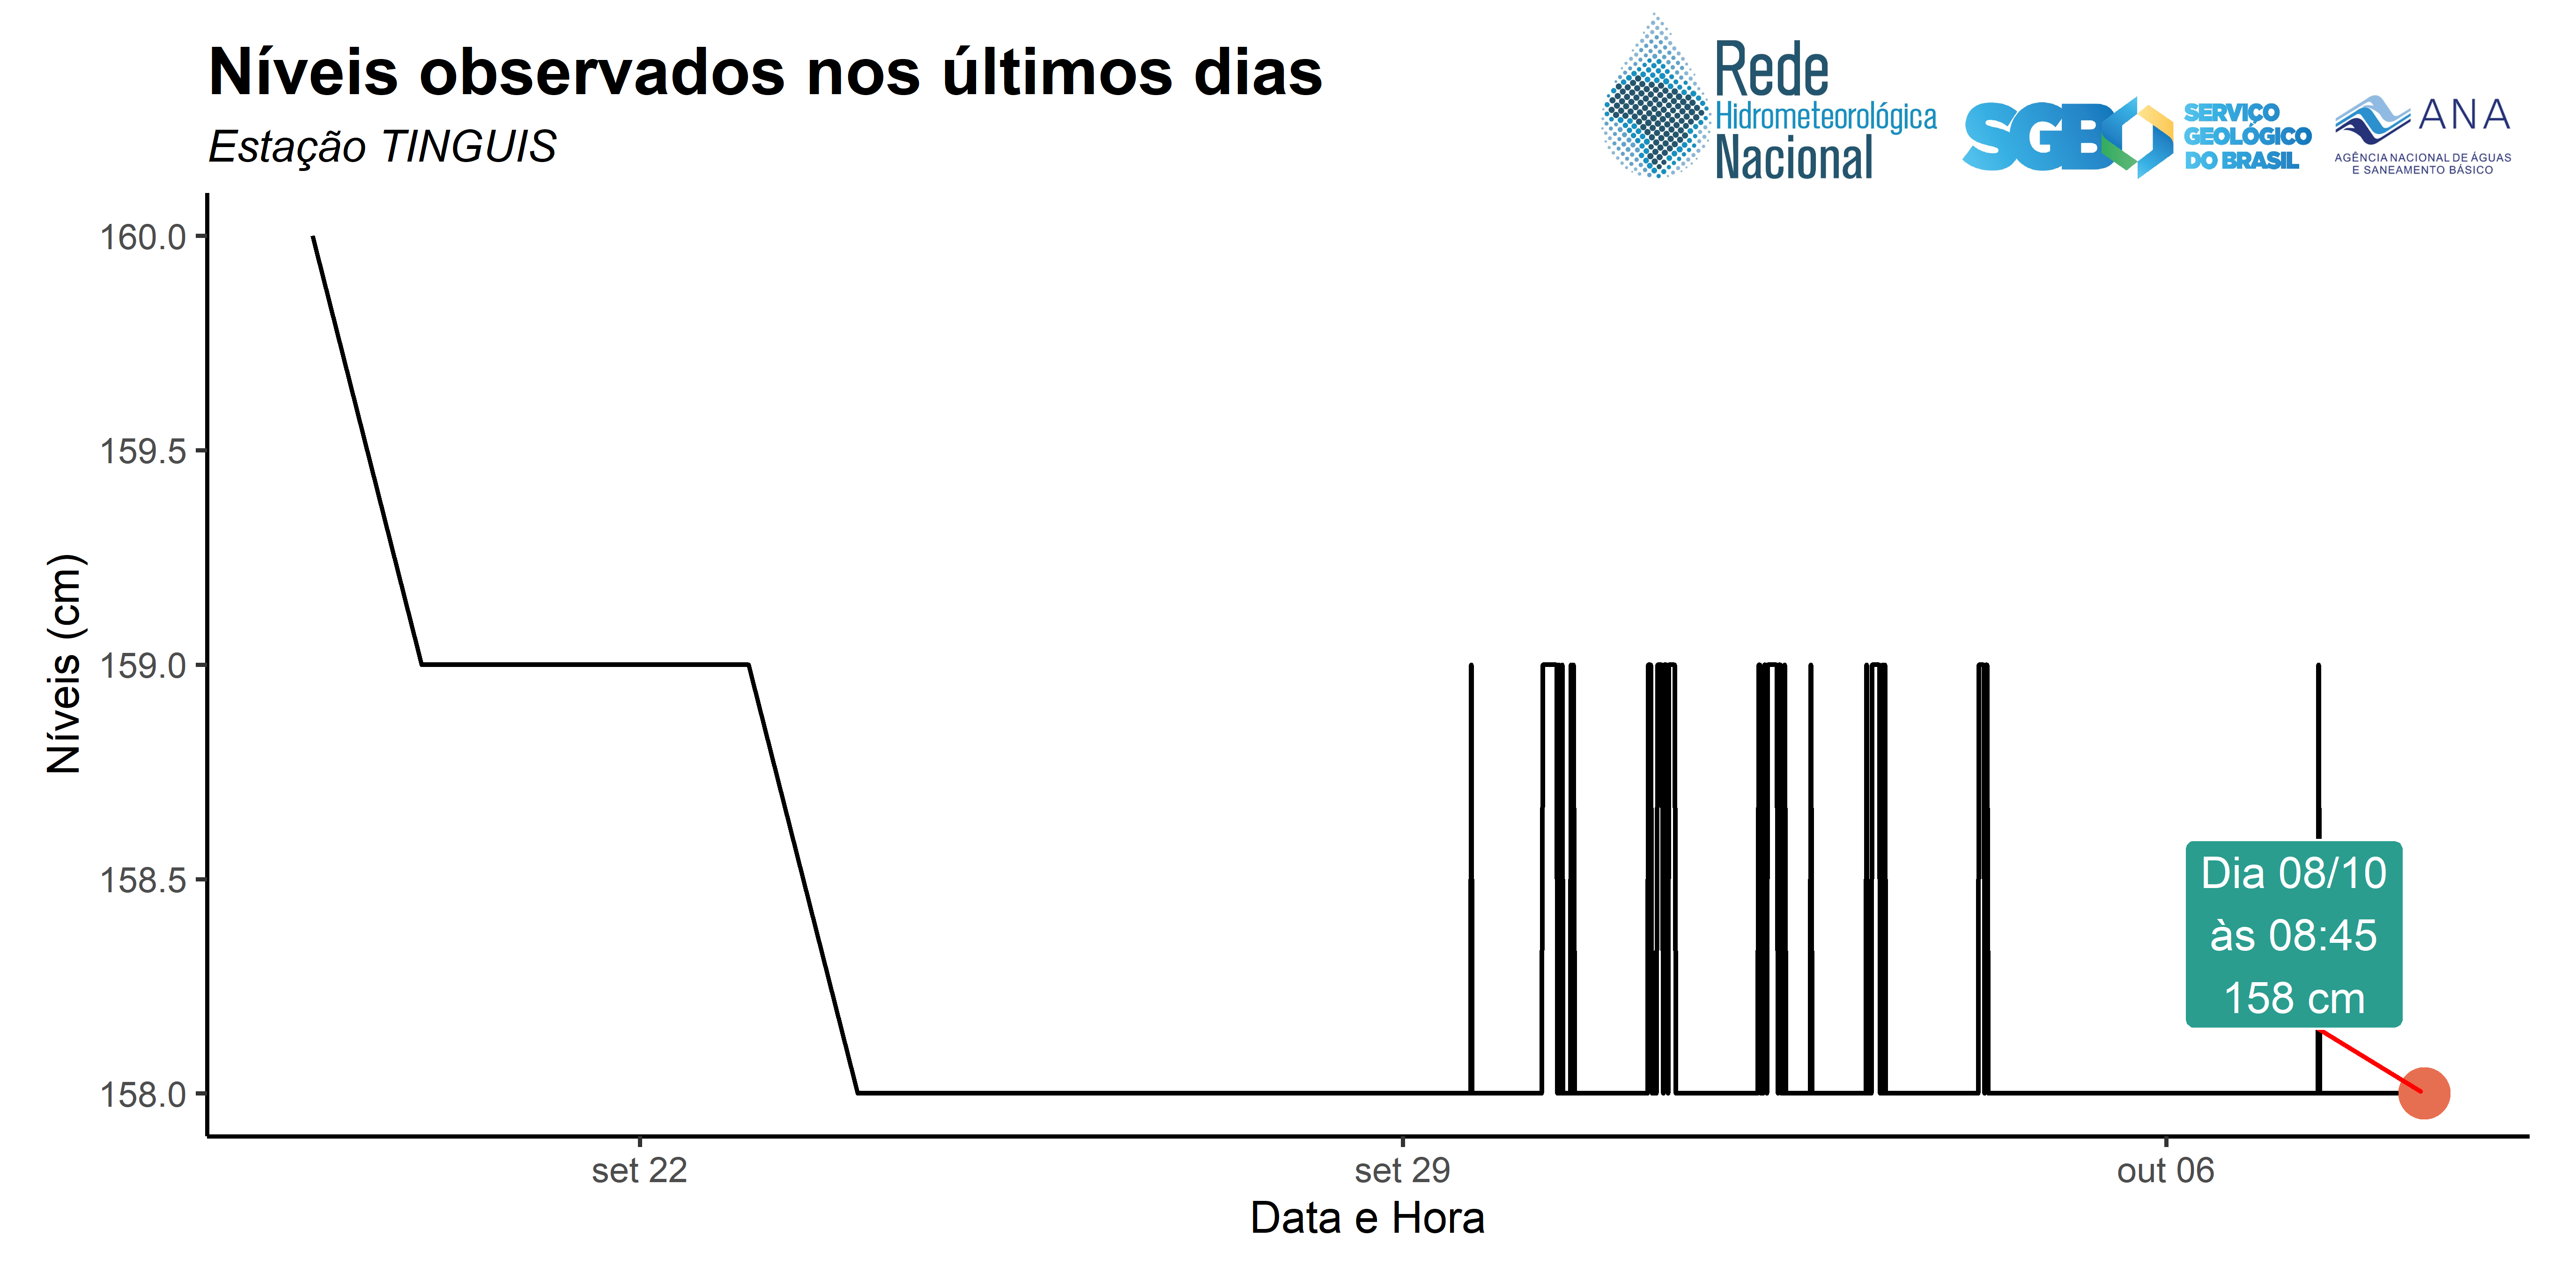 Níveis observados nos últimos dias
Estação TINGUIS
Rede
Hidrometeorológica
Nacional
SGB
SERVIÇO
GEOLÓGICO
DO BRASIL
ANA
AGÊNCIA NACIONAL DE ÁGUAS
E SANEAMENTO BÁSICO
Níveis (cm)
160.0
159.5
159.0
158.5
158.0
Dia 08/10
às 08:45
158 cm
set 22
set 29
out 06
Data e Hora